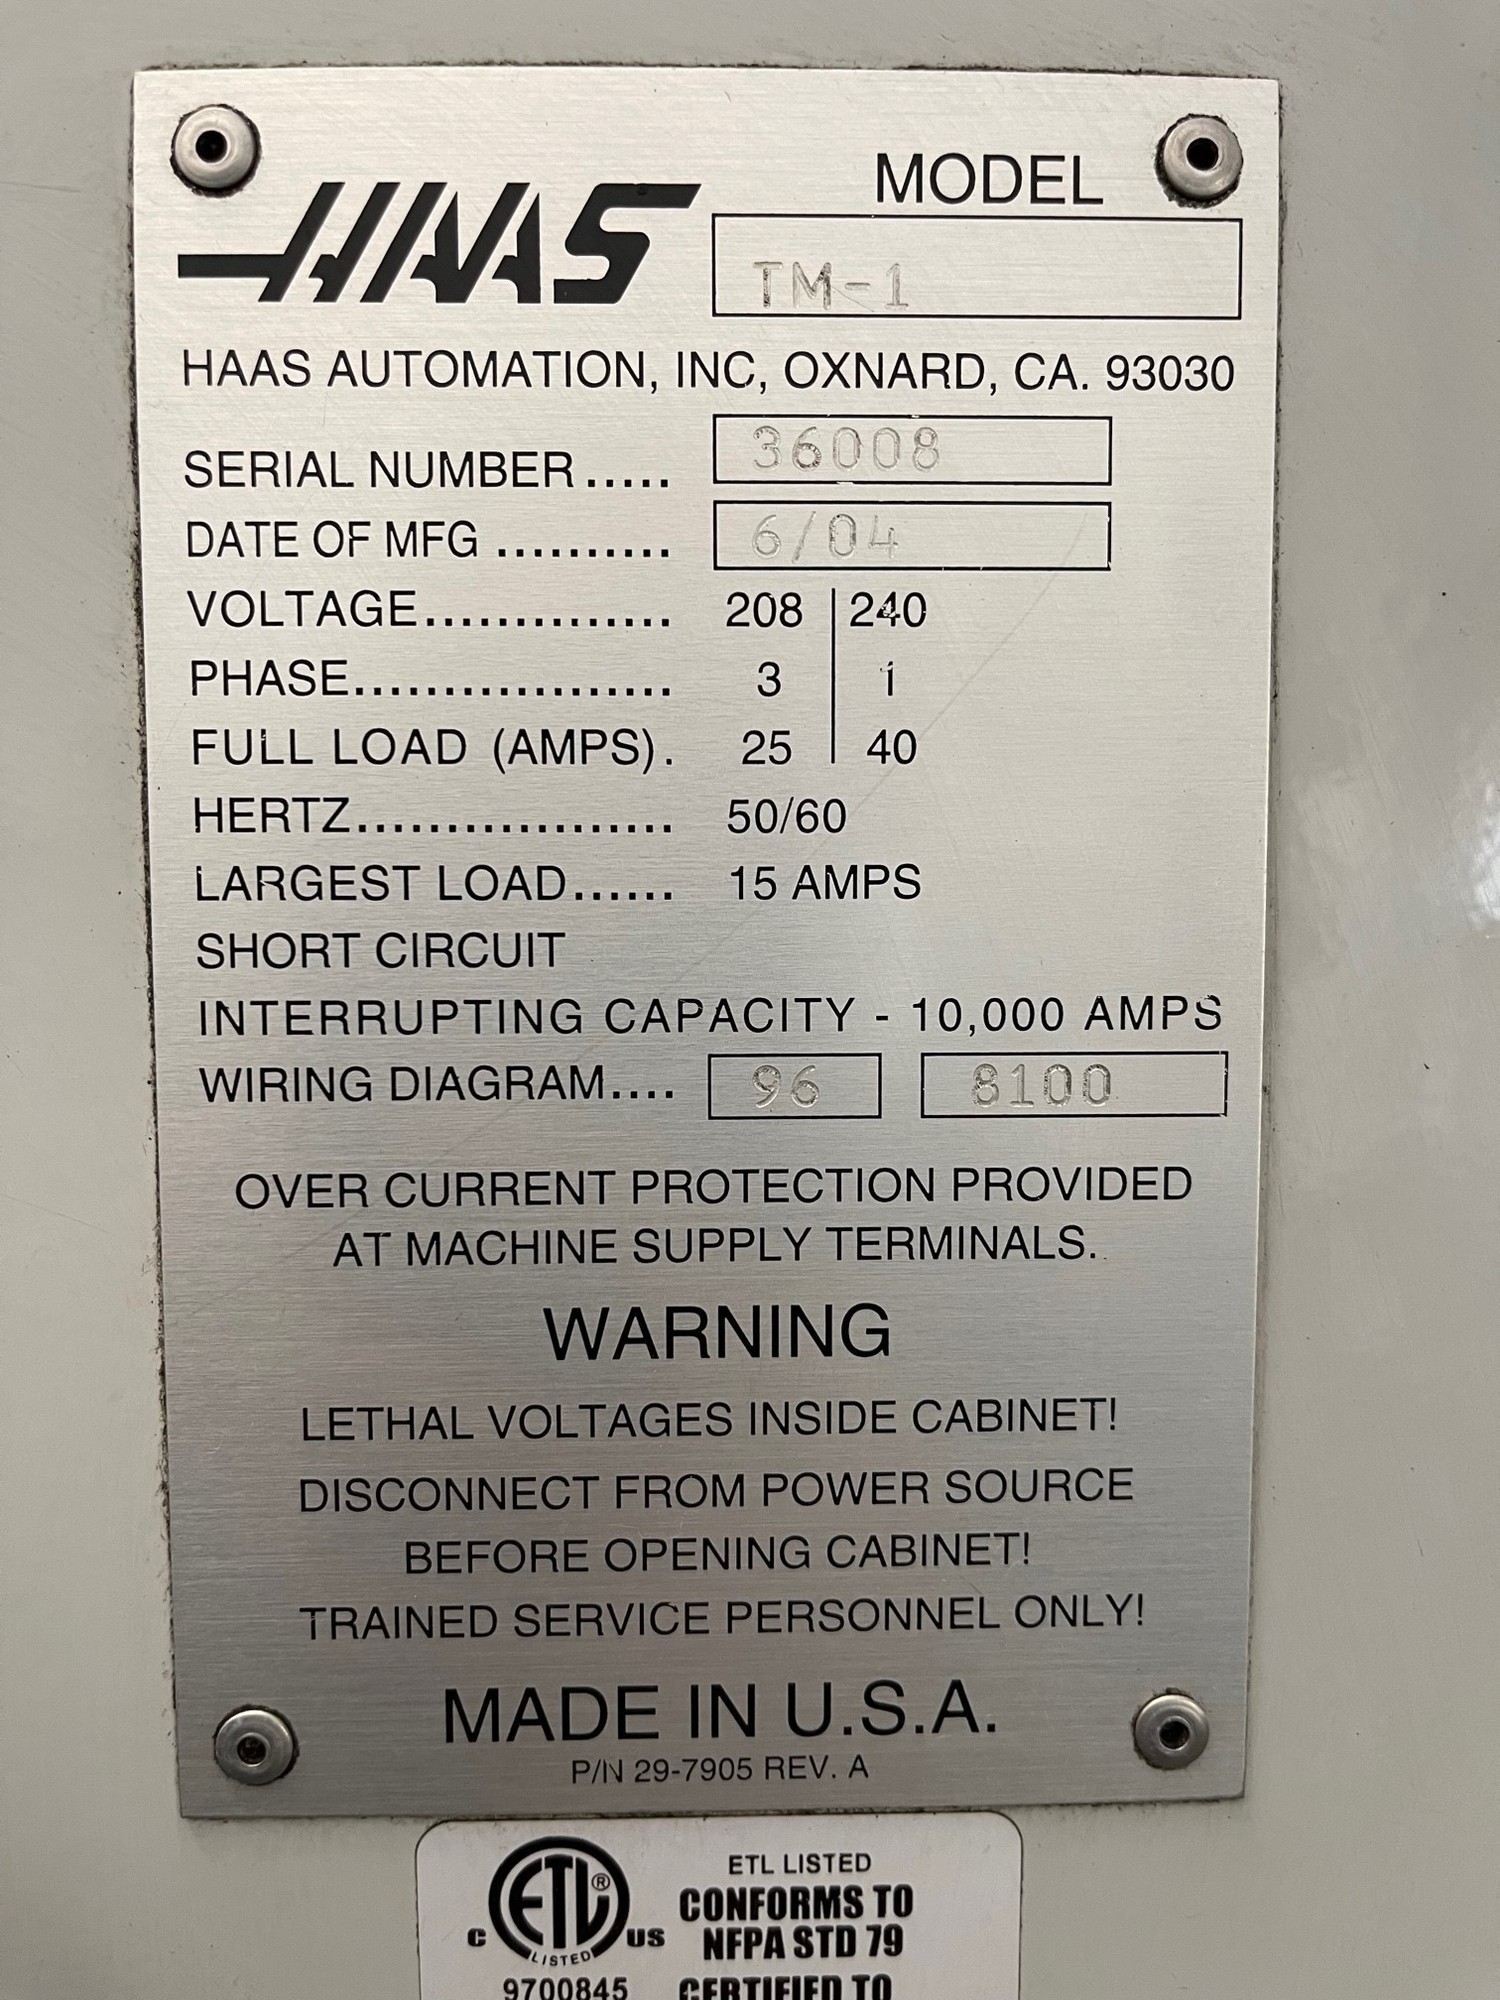 HAAS
MODEL
TM-1
HAAS AUTOMATION, INC, OXNARD, CA. 93030
SERIAL NUMBER ..... 36008
DATE OF MFG .......... 6/04
VOLTAGE.............. 208 | 240
PHASE.................. 3 | 1
FULL LOAD (AMPS). 25 | 40
HERTZ.................. 50/60
LARGEST LOAD...... 15 AMPS
SHORT CIRCUIT
INTERRUPTING CAPACITY - 10,000 AMPS
WIRING DIAGRAM.... 96 8100
OVER CURRENT PROTECTION PROVIDED
AT MACHINE SUPPLY TERMINALS.
WARNING
LETHAL VOLTAGES INSIDE CABINET!
DISCONNECT FROM POWER SOURCE
BEFORE OPENING CABINET!
TRAINED SERVICE PERSONNEL ONLY!
MADE IN U.S.A.
P/N 29-7905 REV. A
C ETL® US
LISTED
9700845
ETL LISTED
CONFORMS TO
NFPA STD 79
CERTIFIED TO